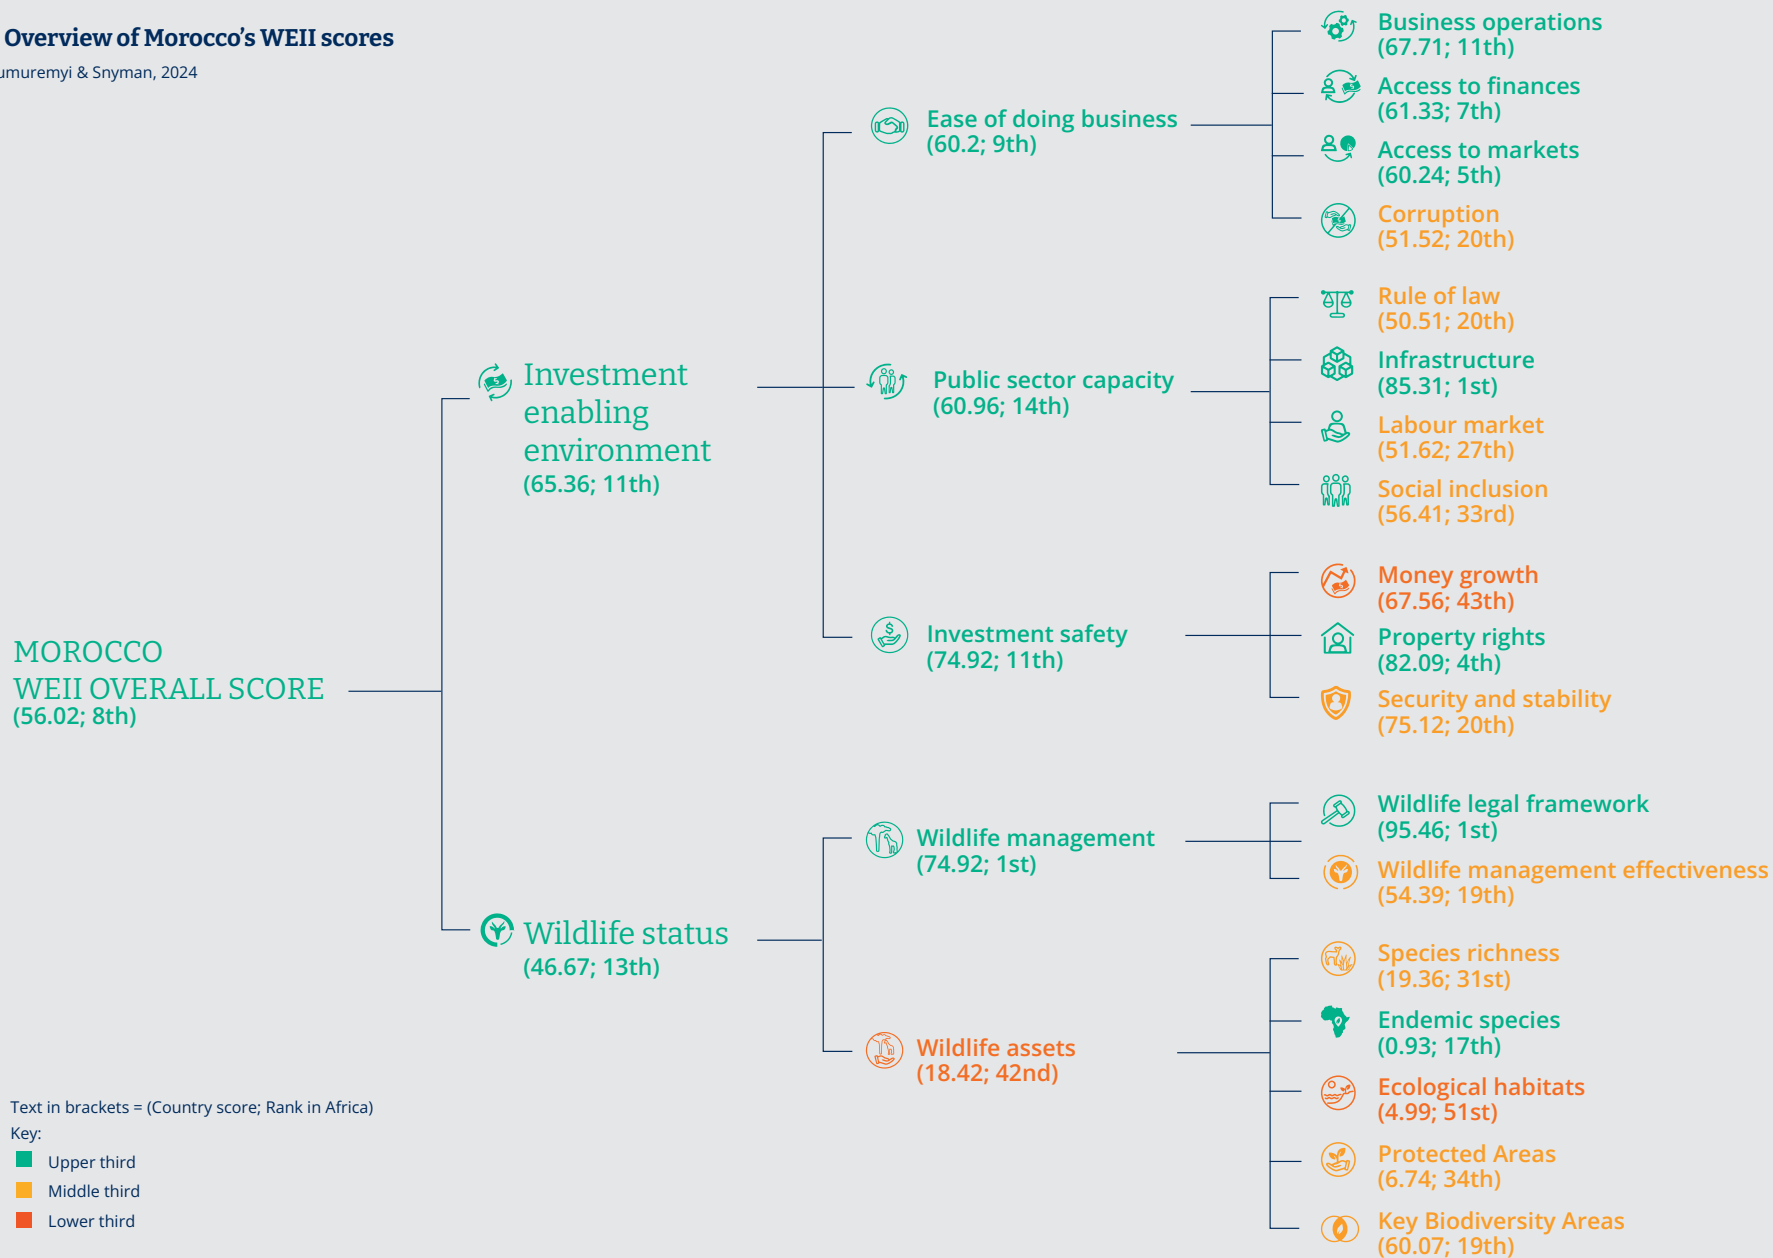 Overview of Morocco's WEII scores
umuremyi & Snyman, 2024
MOROCCO
WEII OVERALL SCORE
(56.02; 8th)
Investment
enabling
environment
(65.36; 11th)
Ease of doing business
(60.2; 9th)
Business operations
(67.71; 11th)
Access to finances
(61.33; 7th)
Access to markets
(60.24; 5th)
Corruption
(51.52; 20th)
Public sector capacity
(60.96; 14th)
Rule of law
(50.51; 20th)
Infrastructure
(85.31; 1st)
Labour market
(51.62; 27th)
Social inclusion
(56.41; 33rd)
Investment safety
(74.92; 11th)
Money growth
(67.56; 43th)
Property rights
(82.09; 4th)
Security and stability
(75.12; 20th)
Wildlife status
(46.67; 13th)
Wildlife management
(74.92; 1st)
Wildlife legal framework
(95.46; 1st)
Wildlife management effectiveness
(54.39; 19th)
Wildlife assets
(18.42; 42nd)
Species richness
(19.36; 31st)
Endemic species
(0.93; 17th)
Ecological habitats
(4.99; 51st)
Protected Areas
(6.74; 34th)
Key Biodiversity Areas
(60.07; 19th)
Text in brackets = (Country score; Rank in Africa)
Key:
Upper third
Middle third
Lower third